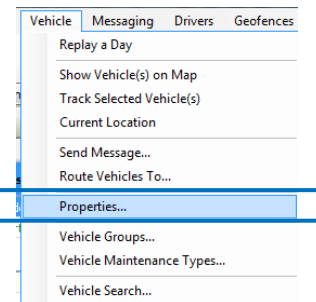 Vehicle Messaging Drivers Geofences
Replay a Day
Show Vehicle(s) on Map
Track Selected Vehicle(s)
Current Location
Send Message...
Route Vehicles To...
Properties...
Vehicle Groups...
Vehicle Maintenance Types...
Vehicle Search...